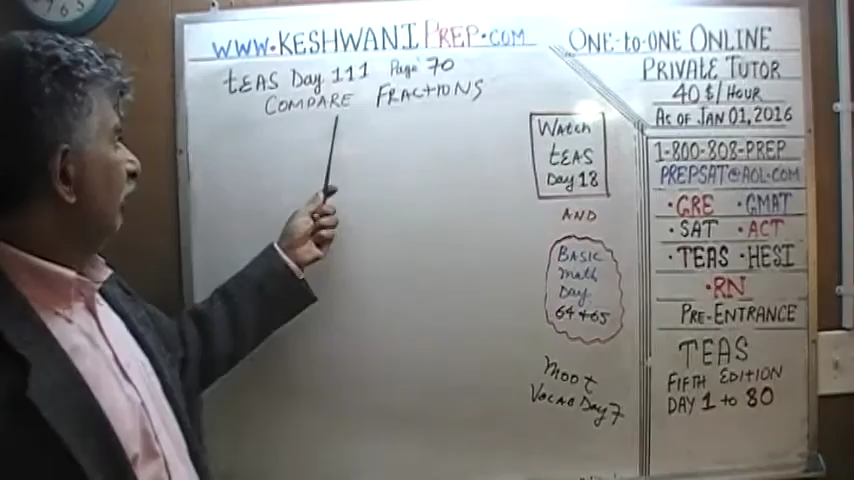 WWW.KESHWANIPREP.COM
TEAS Day 111 Page 70
COMPARE FRACTIONS
Watch
TEAS
Day 18
AND
BASIC
Math
Day
64+65
MOOT
VOCAB DAY 7
ONE-TO-ONE ONLINE
PRIVATE TUTOR
40 $/HOUR
AS OF JAN 01, 2016
1-800-808-PREP
PREPSAT@AOL.COM
• GRE • GMAT
• SAT • ACT
• TEAS • HESI
• RN
PRE-ENTRANCE
TEAS
FIFTH EDITION
DAY 1 TO 80